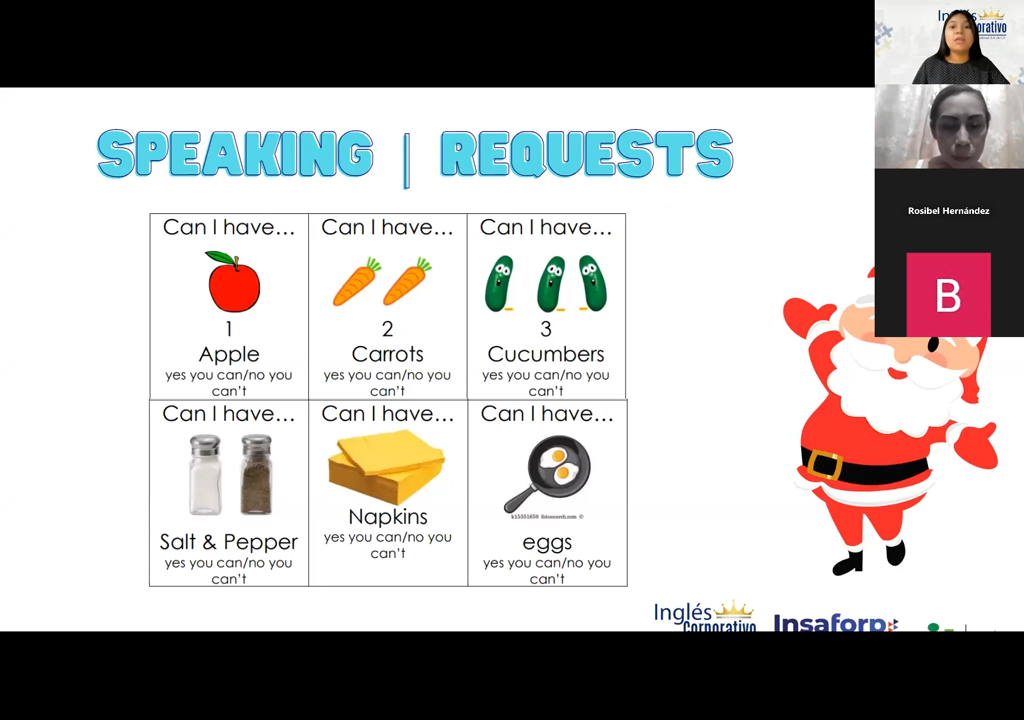 Inglés
SPEAKING | REQUESTS
Rosibel Hernández
B
Can I have...
1
Apple
yes you can/no you
can't
Can I have...
2
Carrots
yes you can/no you
can't
Can I have...
3
Cucumbers
yes you can/no you
can't
Can I have...
Salt & Pepper
yes you can/no you
can't
Can I have...
Napkins
yes you can/no you
can't
Can I have...
eggs
yes you can/no you
can't
Inglés
Corporativo
Insaforp